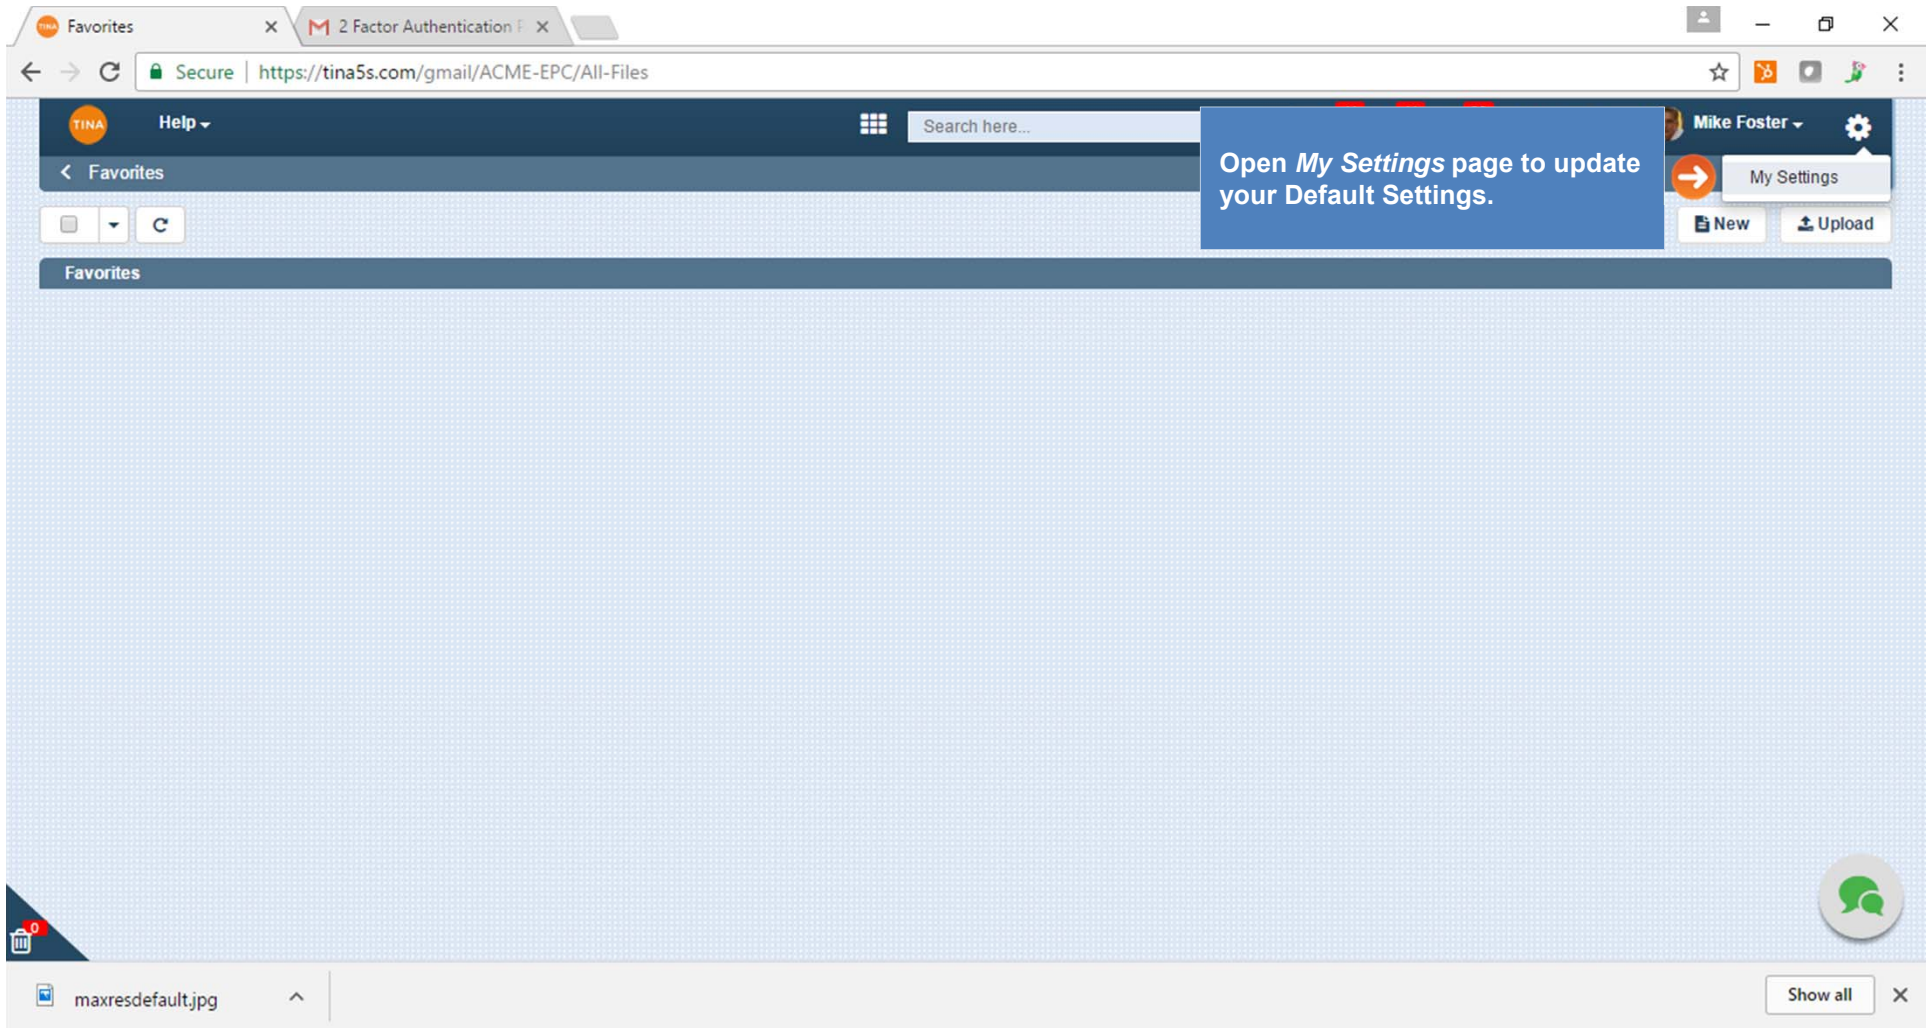 Favorites
2 Factor Authentication
Secure
https://tina5s.com/gmail/ACME-EPC/All-Files
TINA
Help
Search here...
Mike Foster
Favorites
Open My Settings page to update
your Default Settings.
My Settings
New
Upload
Favorites
0
maxresdefault.jpg
Show all